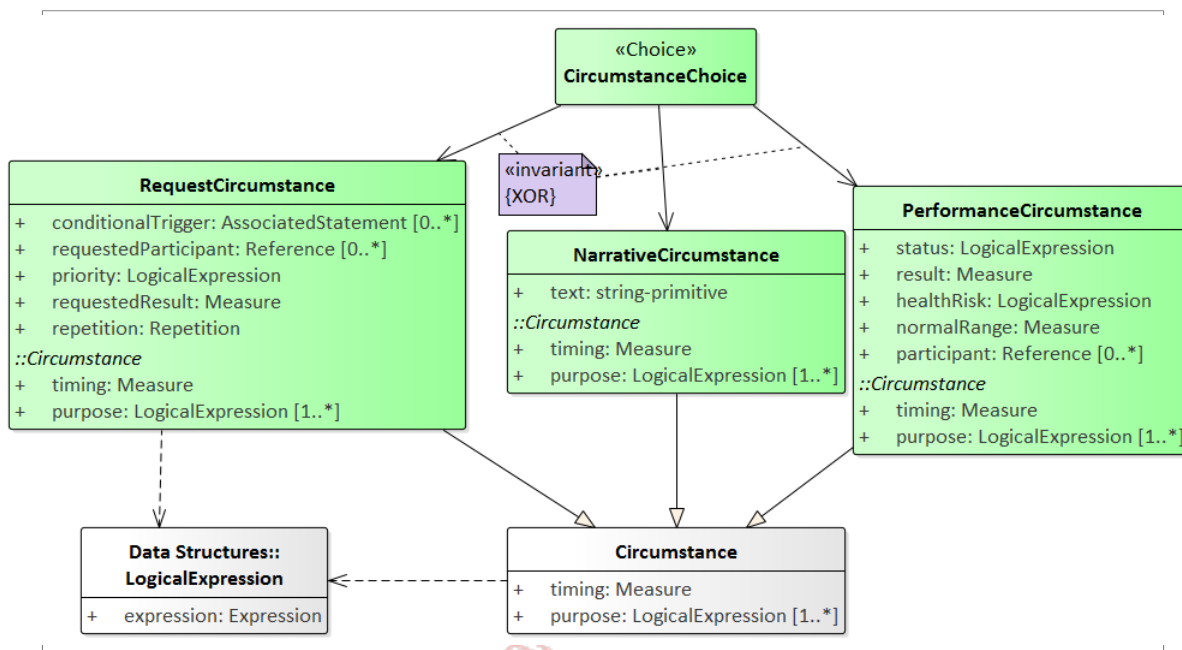 «Choice»
CircumstanceChoice
«invariant»
{XOR}
RequestCircumstance
+ conditionalTrigger: AssociatedStatement [0..*]
+ requestedParticipant: Reference [0..*]
+ priority: LogicalExpression
+ requestedResult: Measure
+ repetition: Repetition
::Circumstance
+ timing: Measure
+ purpose: LogicalExpression [1..*]
NarrativeCircumstance
+ text: string-primitive
::Circumstance
+ timing: Measure
+ purpose: LogicalExpression [1..*]
PerformanceCircumstance
+ status: LogicalExpression
+ result: Measure
+ healthRisk: LogicalExpression
+ normalRange: Measure
+ participant: Reference [0..*]
::Circumstance
+ timing: Measure
+ purpose: LogicalExpression [1..*]
Data Structures::
LogicalExpression
+ expression: Expression
Circumstance
+ timing: Measure
+ purpose: LogicalExpression [1..*]